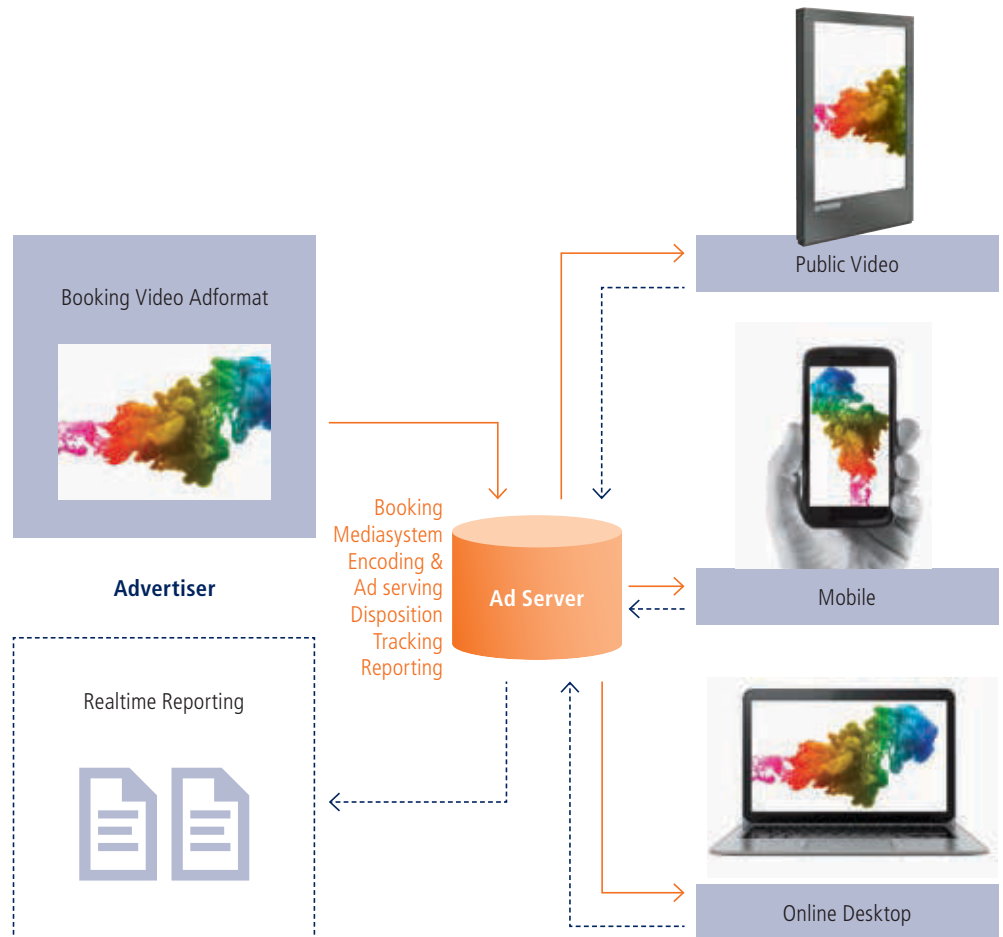 Public Video
Booking Video Adformat
Booking
Mediasystem
Encoding &
Ad serving
Disposition
Tracking
Reporting
Ad Server
Advertiser
Mobile
Realtime Reporting
Online Desktop